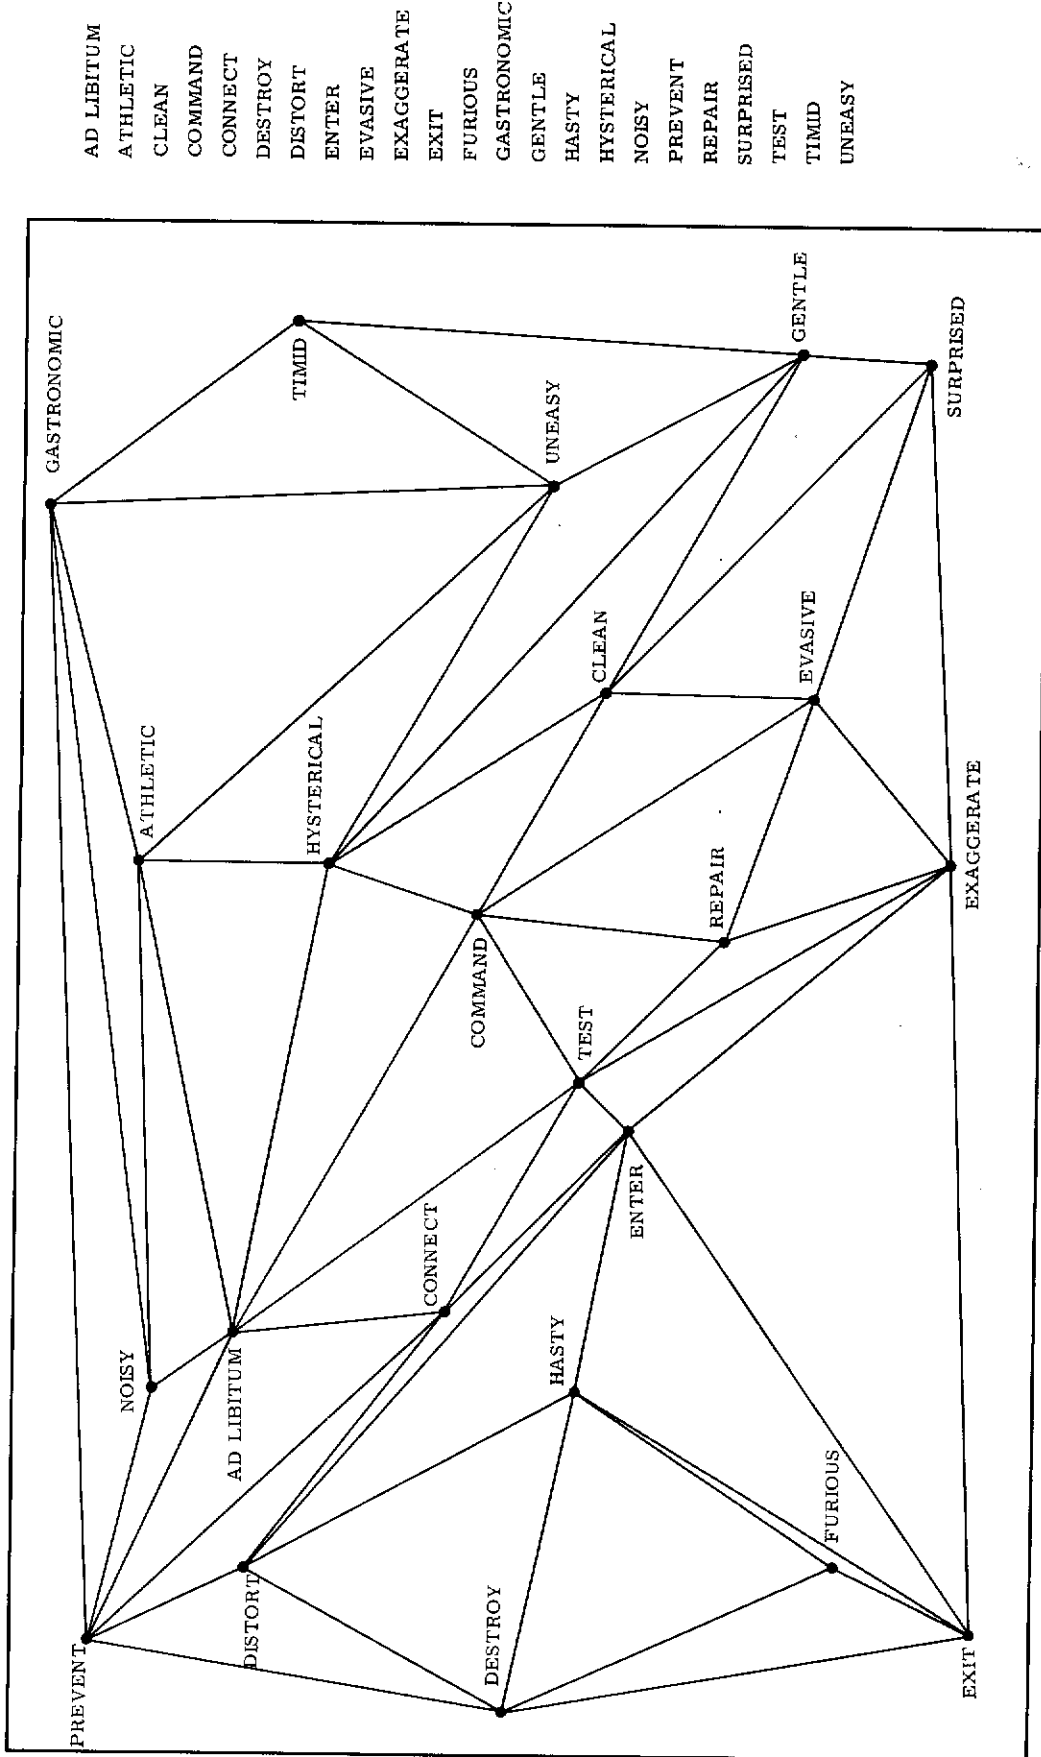 AD LIBITUM
ATHLETIC
CLEAN
COMMAND
CONNECT
DESTROY
DISTORT
ENTER
EVASIVE
EXAGGERATE
EXIT
FURIOUS
GASTRONOMIC
GENTLE
HASTY
HYSTERICAL
NOISY
PREVENT
REPAIR
SURPRISED
TEST
TIMID
UNEASY
PREVENT
NOISY
ATHLETIC
GASTRONOMIC
AD LIBITUM
DISTORT
HYSTERICAL
TIMID
CONNECT
COMMAND
DESTROY
HASTY
TEST
UNEASY
CLEAN
ENTER
REPAIR
EVASIVE
GENTLE
FURIOUS
EXIT
EXAGGERATE
SURPRISED